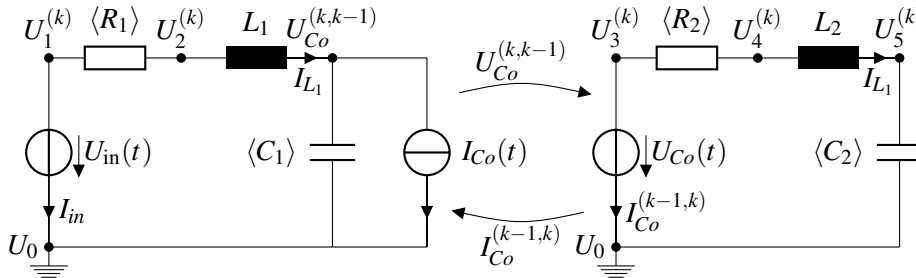 U_1^{(k)} ⟨R_1⟩ U_2^{(k)} L_1 U_{Co}^{(k,k−1)}
I_{L_1}
U_{in}(t)
⟨C_1⟩
I_{Co}(t)
I_{in}
U_0
U_{Co}^{(k,k−1)}
I_{Co}^{(k−1,k)}
U_3^{(k)} ⟨R_2⟩ U_4^{(k)} L_2 U_5^{(k)}
I_{L_1}
U_{Co}(t)
⟨C_2⟩
I_{Co}^{(k−1,k)}
U_0